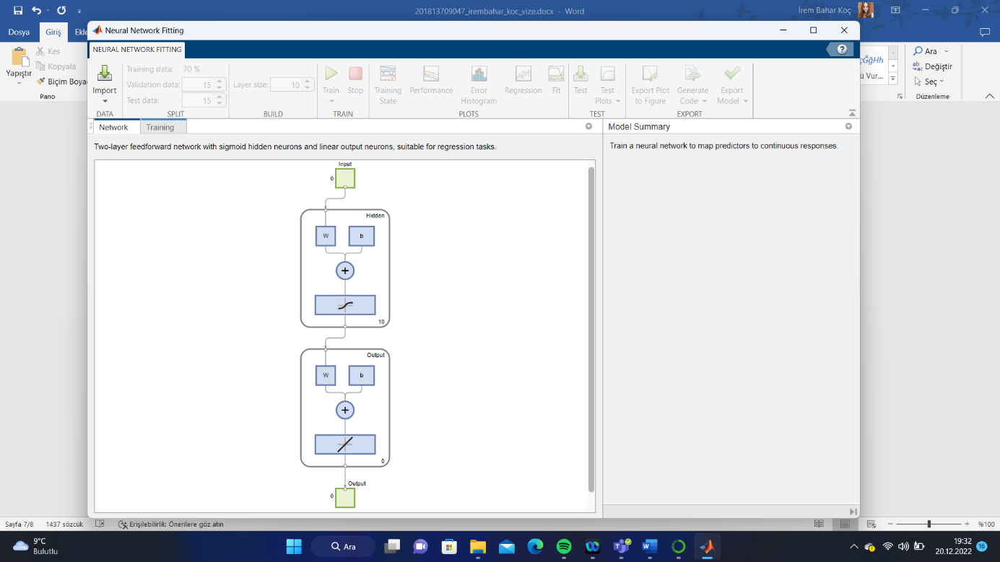 201813709047_irembahar_koc_vize.docx - Word
İrem Bahar Koç
Dosya
Giriş
Ekle
Yapıştır
Kes
Kopyala
Biçim Boya
Pano
çĞğHh
ü Vur...
Ara
Değiştir
Seç
Düzenleme
Neural Network Fitting
NEURAL NETWORK FITTING
?
Import
DATA
Training data: 70 %
Validation data: 15
Test data: 15
SPLIT
Layer size: 10
BUILD
Train
Stop
TRAIN
Training State
Performance
Error Histogram
Regression
Fit
PLOTS
Test
Test Plots
TEST
Export Plot to Figure
Generate Code
Export Model
EXPORT
Network
Training
Two-layer feedforward network with sigmoid hidden neurons and linear output neurons, suitable for regression tasks.
Input
0
Hidden
W
b
+
10
Output
W
b
+
0
Output
0
Model Summary
Train a neural network to map predictors to continuous responses.
Sayfa 7/8
1437 sözcük
Erişilebilirlik: Önerilere göz atın
%100
9°C
Bulutlu
Ara
19:32
20.12.2022
16